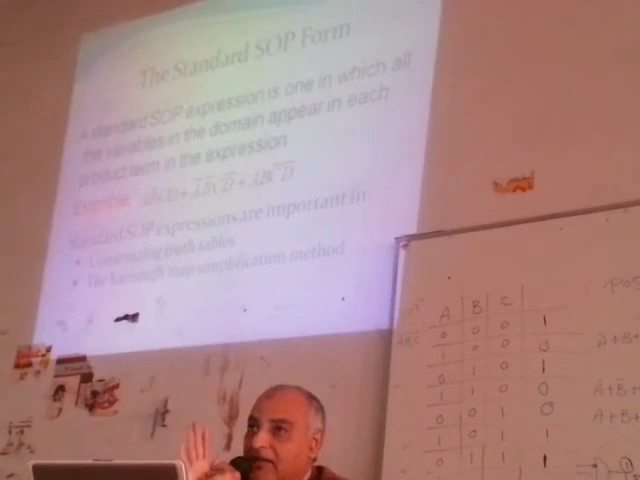 The Standard SOP Form
A standard SOP expression is one in which all
the variables in the domain appear in each
product term in the expression
Example:
Standard SOP expressions are important in:
• Constructing truth tables
• The Karnaugh map simplification method
A B C
0 0 0 1
1 0 0 0
0 1 0 1
1 1 0 0
0 0 1 0
1 0 1 1
0 1 1 1